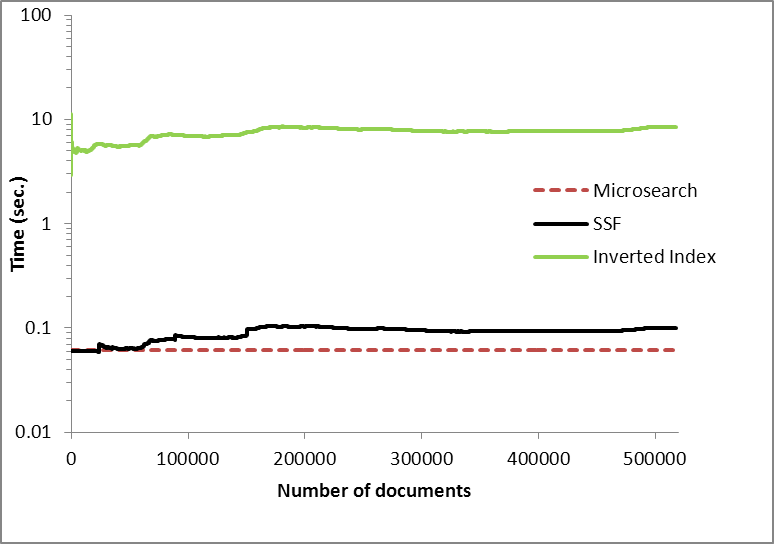 100
10
1
0.1
0.01
Time (sec.)
Microsearch
SSF
Inverted Index
0 100000 200000 300000 400000 500000
Number of documents